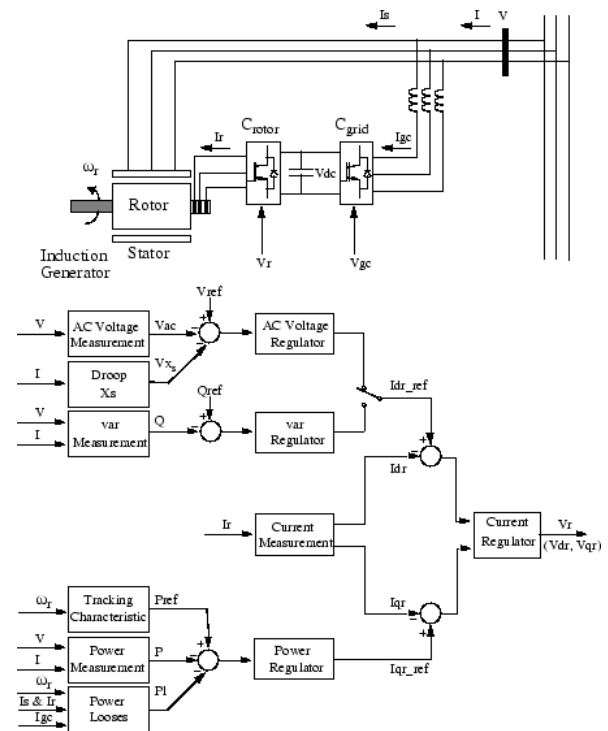 Is I V
Crotor Cgrid
Ir Igc
Vdc
ωr
Rotor
Induction
Generator
Stator
Vr Vgc
Vref
V AC Voltage
Measurement Vac AC Voltage
Regulator
I Droop
Xs Vxs
Qref
Idr_ref
V
I var
Measurement Q var
Regulator
Idr
Ir Current
Measurement Current
Regulator Vr
(Vdr, Vqr)
Iqr
ωr Tracking
Characteristic Pref
V
I Power
Measurement P Power
Regulator Iqr_ref
ωr
Is & Ir
Igc Power
Looses Pl